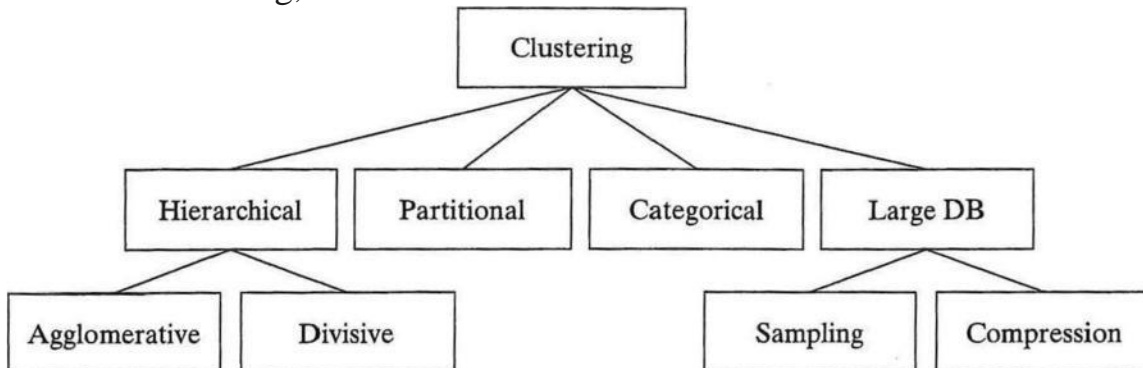 Clustering
Hierarchical Partitional Categorical Large DB
Agglomerative Divisive Sampling Compression